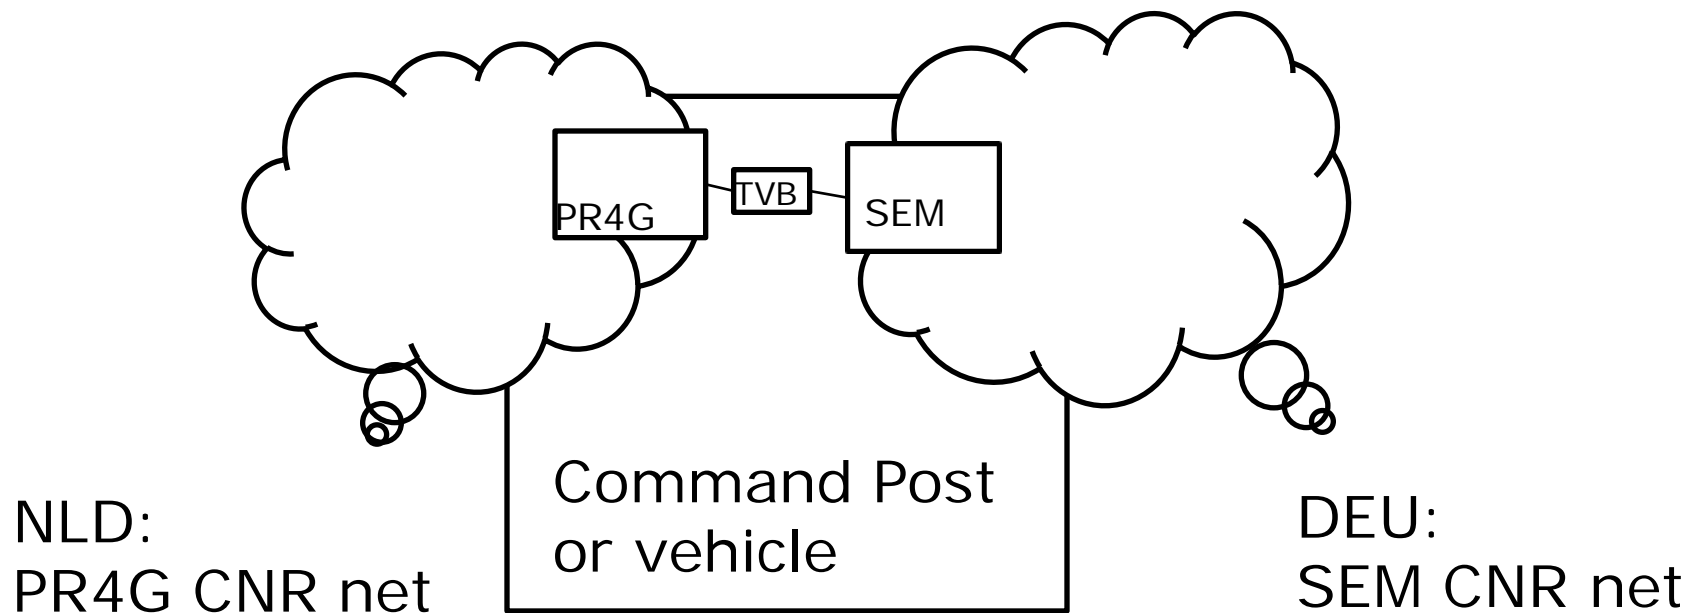 PR4G
TVB
SEM
Command Post
or vehicle
NLD:
PR4G CNR net
DEU:
SEM CNR net